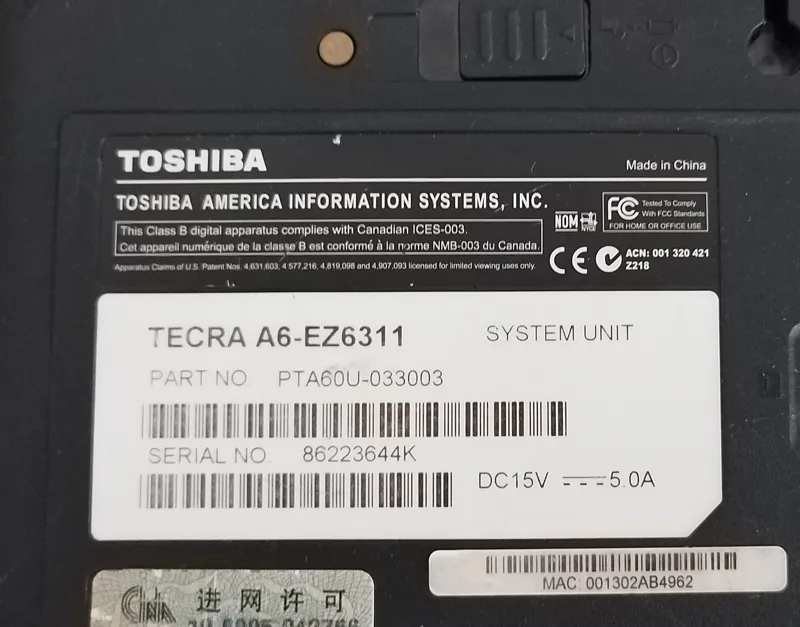 TOSHIBA
Made in China
TOSHIBA AMERICA INFORMATION SYSTEMS, INC.
This Class B digital apparatus complies with Canadian ICES-003.
Cet appareil numérique de la classe B est conformé à la norme NMB-003 du Canada.
Apparatus Claims of U.S. Patent Nos. 4,631,603, 4,577,216, 4,819,098 and 4,907,093 licensed for limited viewing uses only.
NOM
NYCE
FC
Tested To Comply
With FCC Standards
FOR HOME OR OFFICE USE
CE
ACN: 001 320 421
Z218
TECRA A6-EZ6311
SYSTEM UNIT
PART NO. PTA60U-033003
SERIAL NO. 86223644K
DC15V 5.0A
MAC: 001302AB4962
进网许可